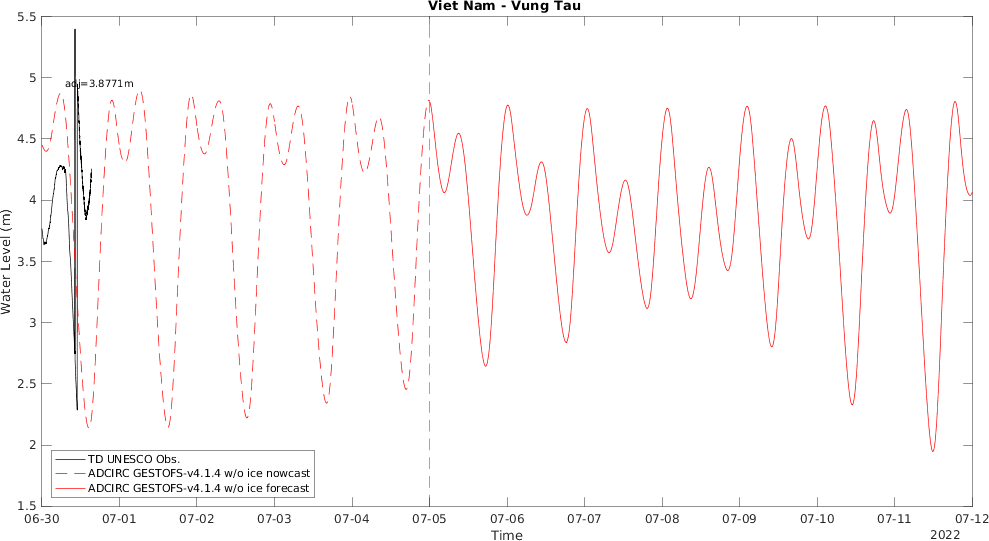 Viet Nam - Vung Tau
5.5
5
4.5
4
3.5
3
2.5
2
1.5
Water Level (m)
adj=3.8771m
TD UNESCO Obs.
ADCIRC GESTOFS-v4.1.4 w/o ice nowcast
ADCIRC GESTOFS-v4.1.4 w/o ice forecast
06-30 07-01 07-02 07-03 07-04 07-05 07-06 07-07 07-08 07-09 07-10 07-11 07-12
Time
2022